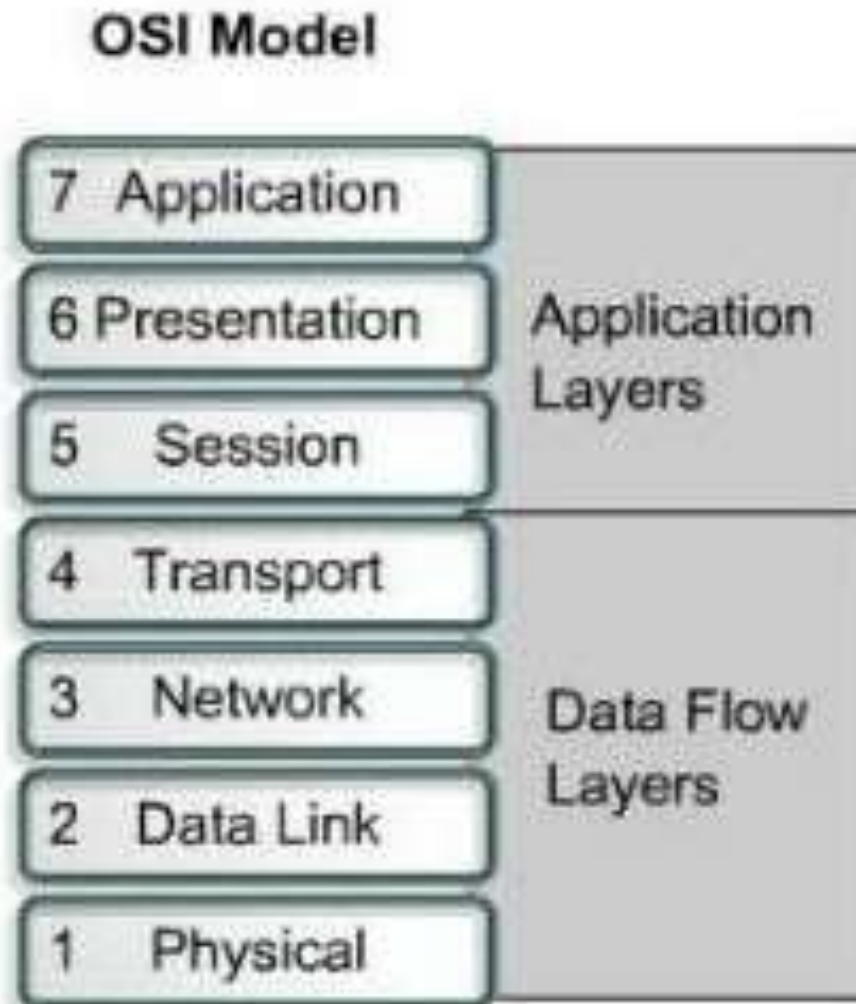 OSI Model
7 Application
6 Presentation
5 Session
Application
Layers
4 Transport
3 Network
2 Data Link
1 Physical
Data Flow
Layers